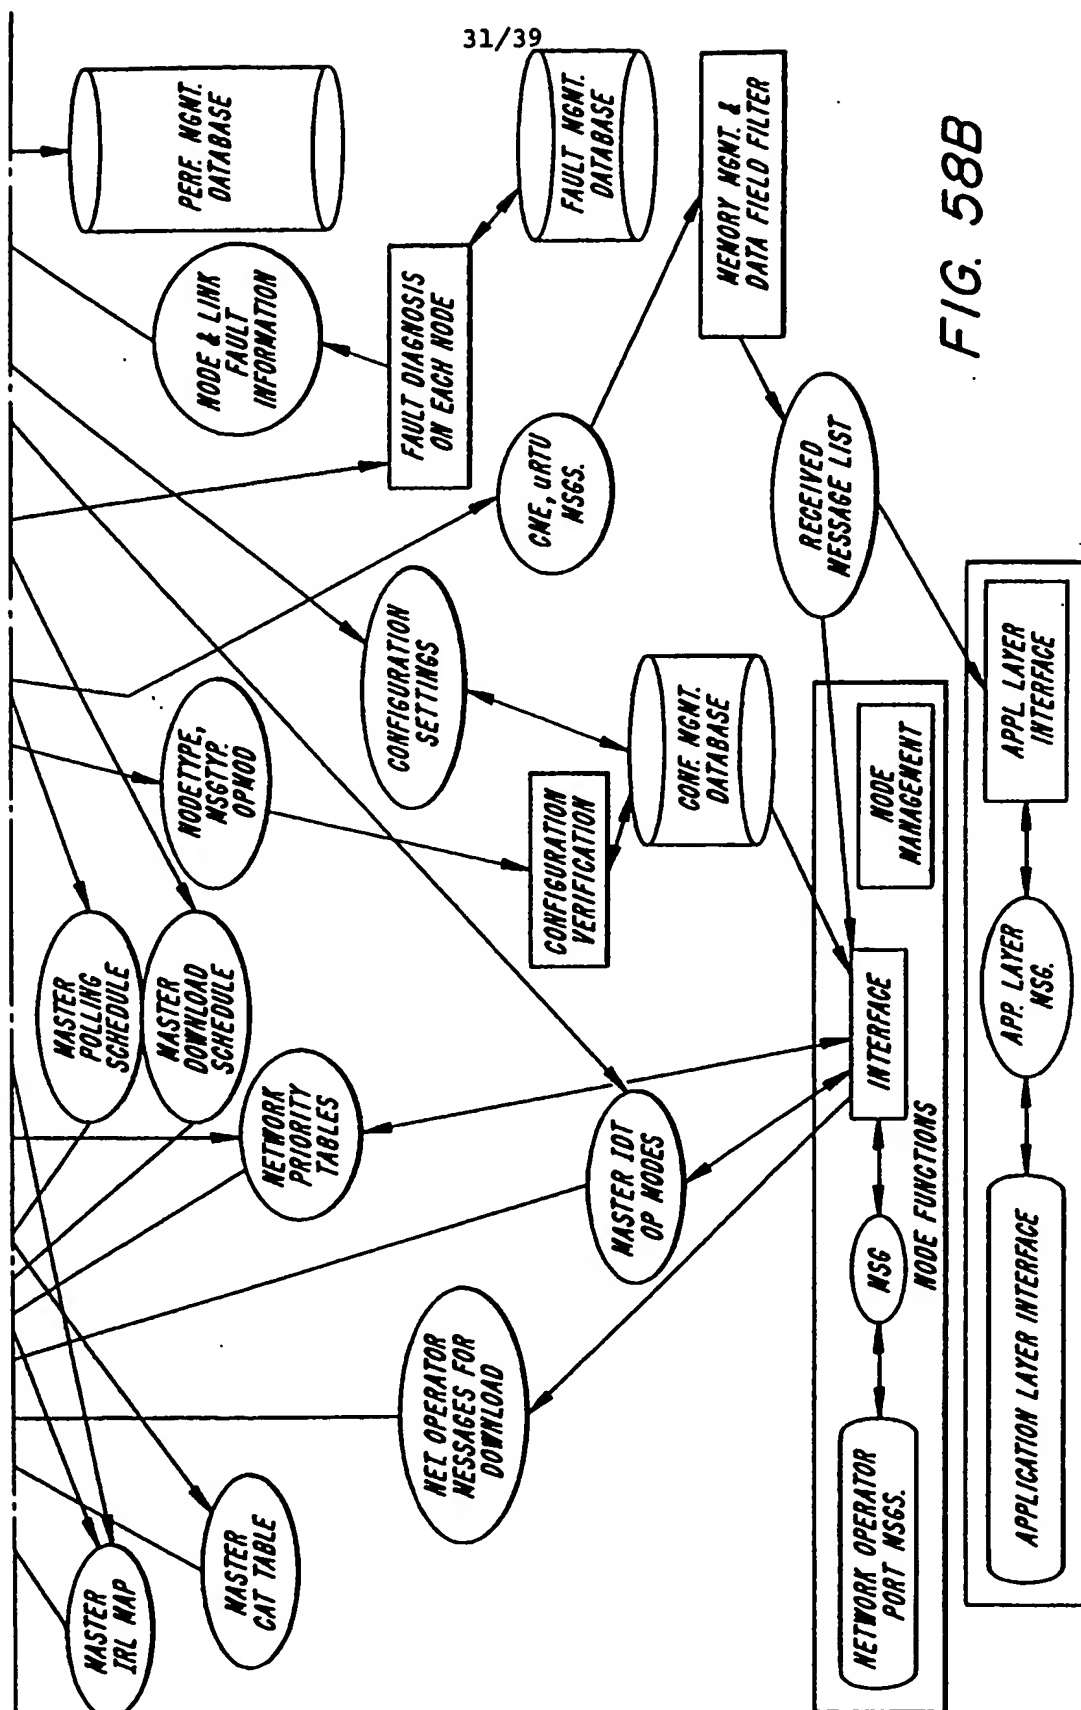 31/39
MASTER
IRL MAP
MASTER
CAT TABLE
MASTER
POLLING
SCHEDULE
MASTER
DOWNLOAD
SCHEDULE
NETWORK
PRIORITY
TABLES
NODETYPE,
MSGTYP.
OPMOD
NODE & LINK
FAULT
INFORMATION
PERF. MGMT.
DATABASE
NET OPERATOR
MESSAGES FOR
DOWNLOAD
MASTER IDT
OP MODES
CONFIGURATION
SETTINGS
CONFIGURATION
VERIFICATION
CONF. MGMT.
DATABASE
FAULT DIAGNOSIS
ON EACH NODE
CME, uRTU
MSGS.
FAULT MGMT.
DATABASE
MEMORY MGMT. &
DATA FIELD FILTER
RECEIVED
MESSAGE LIST
NETWORK OPERATOR
PORT MSGS.
MSG
INTERFACE
NODE
MANAGEMENT
NODE FUNCTIONS
APPLICATION LAYER INTERFACE
APP. LAYER
MSG.
APPL. LAYER
INTERFACE
FIG. 58B